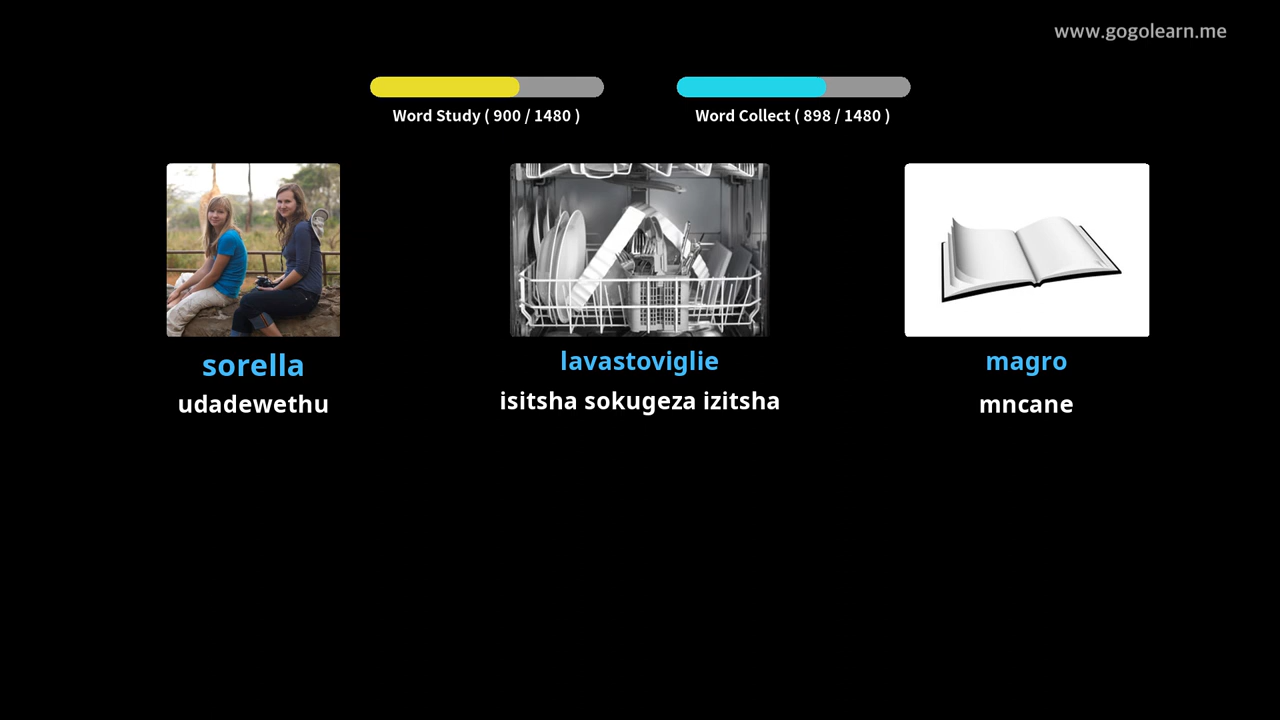 www.gogolearn.me
Word Study ( 900 / 1480 )
Word Collect ( 898 / 1480 )
sorella
lavastoviglie
magro
udadewethu
isitsha sokugeza izitsha
mncane